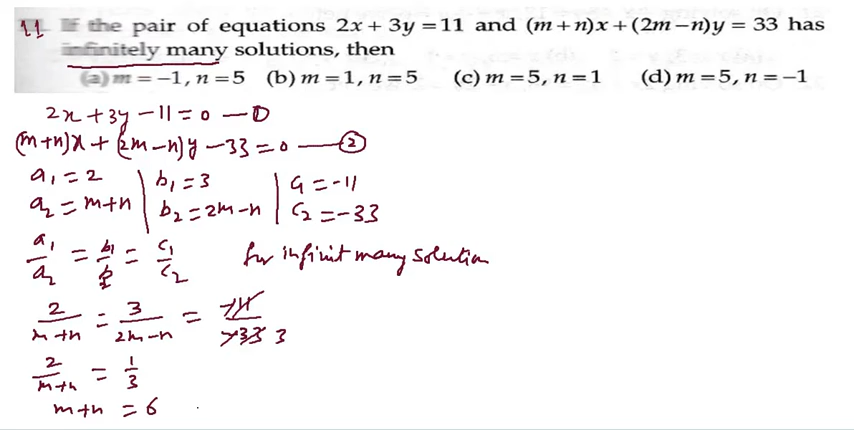 11 If the pair of equations 2x + 3y = 11 and (m + n)x + (2m – n)y = 33 has
infinitely many solutions, then
(a) m = –1, n = 5 (b) m = 1, n = 5 (c) m = 5, n = 1 (d) m = 5, n = –1
2x + 3y – 11 = 0 — ①
(m+n)x + (2m–n)y – 33 = 0 — ②
a₁ = 2 | b₁ = 3 | c₁ = –11
a₂ = m+n | b₂ = 2m–n | c₂ = –33
a₁/a₂ = b₁/b₂ = c₁/c₂ for infinit many solution
2/m+n = 3/2m–n = –11/–33 3
2/m+n = 1/3
m+n = 6